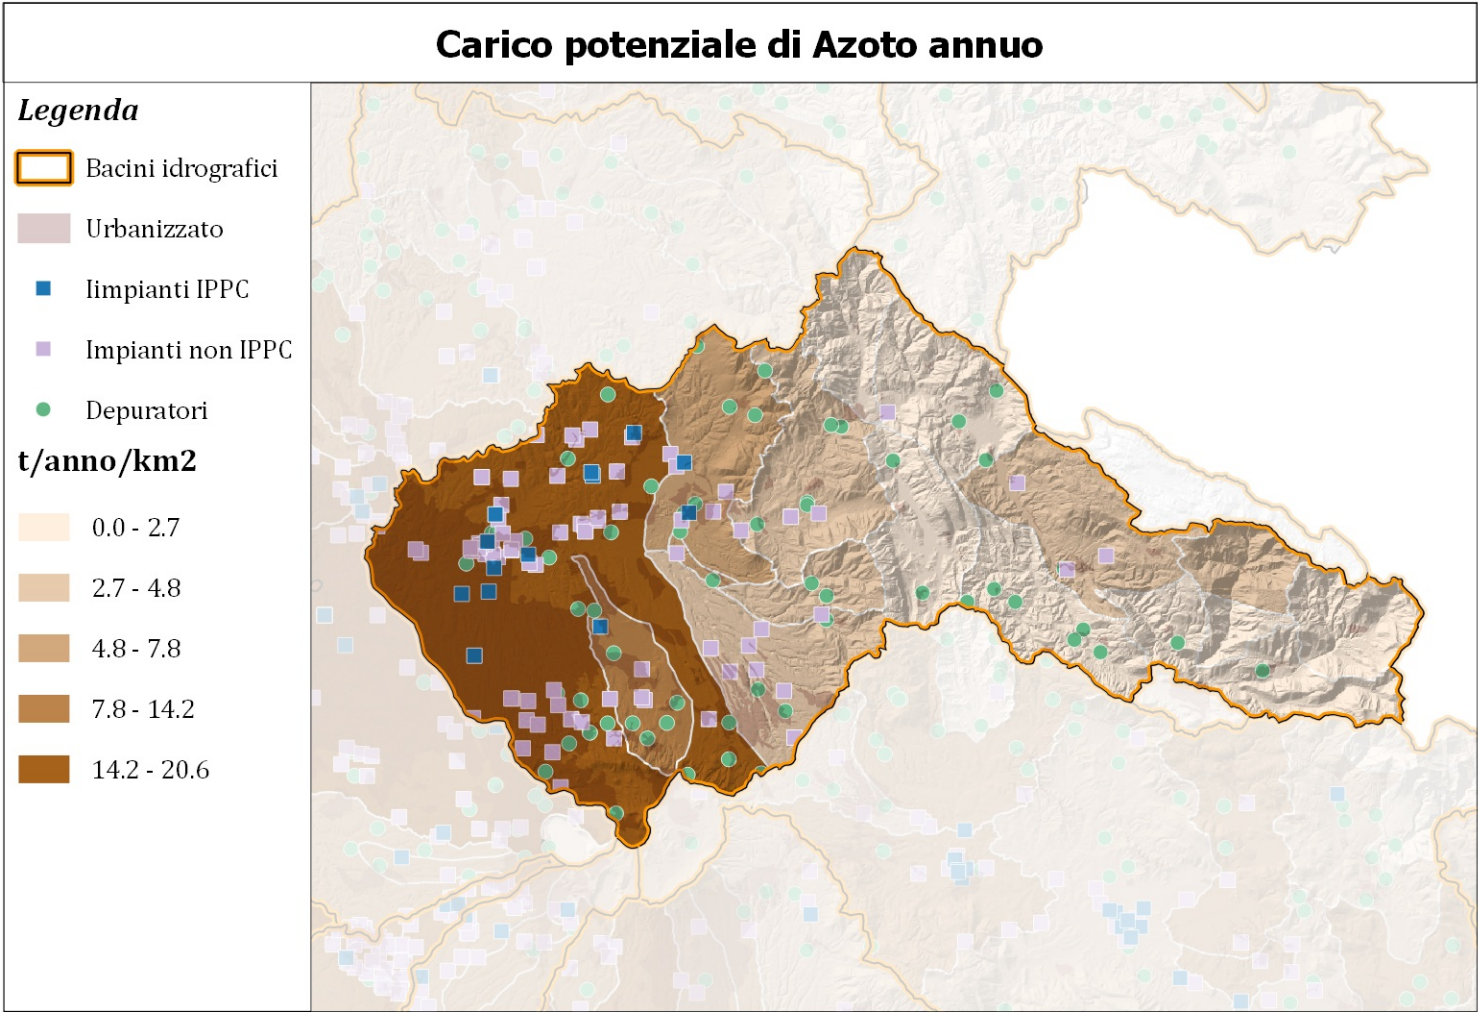 Carico potenziale di Azoto annuo
Legenda
Bacini idrografici
Urbanizzato
Iimpianti IPPC
Impianti non IPPC
Depuratori
t/anno/km2
0.0 - 2.7
2.7 - 4.8
4.8 - 7.8
7.8 - 14.2
14.2 - 20.6